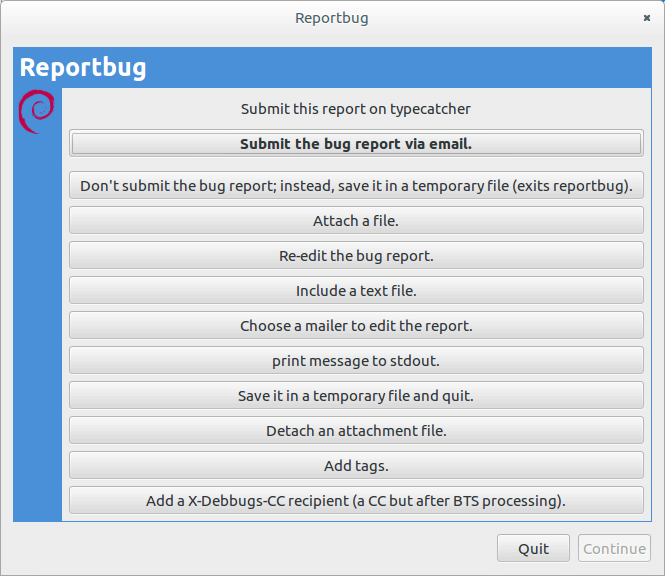 Reportbug
Reportbug
Submit this report on typecatcher
Submit the bug report via email.
Don't submit the bug report; instead, save it in a temporary file (exits reportbug).
Attach a file.
Re-edit the bug report.
Include a text file.
Choose a mailer to edit the report.
print message to stdout.
Save it in a temporary file and quit.
Detach an attachment file.
Add tags.
Add a X-Debbugs-CC recipient (a CC but after BTS processing).
Quit
Continue